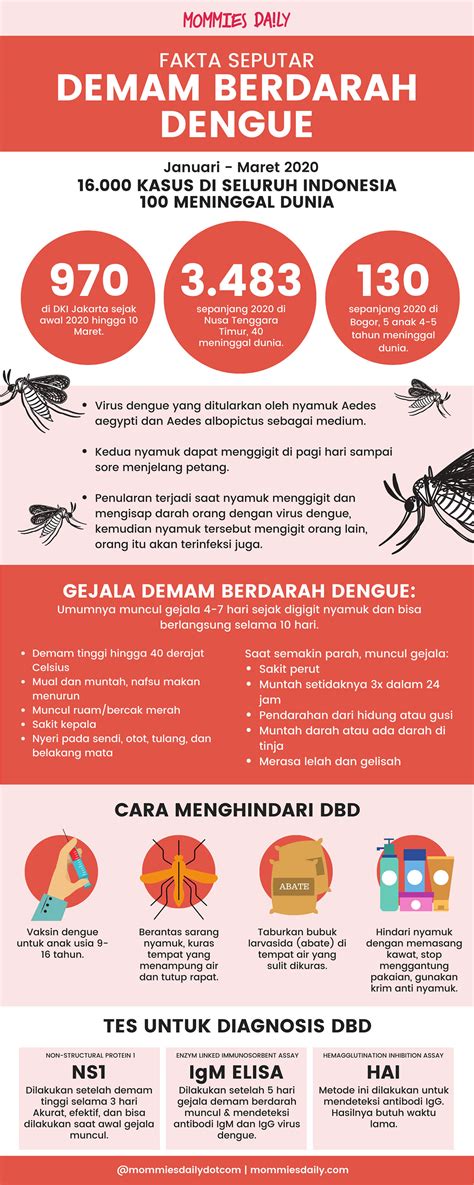 MOMMIES DA!LY
FAKTA SEPUTAR
DEMAM BERDARAH
DENGUE
Januari - Maret 2020
16.000 KASUS DI SELURUH INDONESIA
100 MENINGGAL DUNIA
970
di DKI Jakarta sejak
awal 2020 hingga 10
Maret.
3.483
sepanjang 2020 di
Nusa Tenggara
Timur, 40
meninggal dunia.
130
sepanjang 2020 di
Bogor, 5 anak 4-5
tahun meninggal
dunia.
• Virus dengue yang ditularkan oleh nyamuk Aedes
aegypti dan Aedes albopictus sebagai medium.
• Kedua nyamuk dapat menggigit di pagi hari sampai
sore menjelang petang.
• Penularan terjadi saat nyamuk menggigit dan
mengisap darah orang dengan virus dengue,
kemudian nyamuk tersebut mengigit orang lain,
orang itu akan terinfeksi juga.
GEJALA DEMAM BERDARAH DENGUE:
Umumnya muncul gejala 4-7 hari sejak digigit nyamuk dan bisa
berlangsung selama 10 hari.
• Demam tinggi hingga 40 derajat
Celsius
• Mual dan muntah, nafsu makan
menurun
• Muncul ruam/bercak merah
• Sakit kepala
• Nyeri pada sendi, otot, tulang, dan
belakang mata
Saat semakin parah, muncul gejala:
• Sakit perut
• Muntah setidaknya 3x dalam 24
jam
• Pendarahan dari hidung atau gusi
• Muntah darah atau ada darah di
tinja
• Merasa lelah dan gelisah
CARA MENGHINDARI DBD
Vaksin dengue
untuk anak usia 9-
16 tahun.
Berantas sarang
nyamuk, kuras
tempat yang
menampung air
dan tutup rapat.
ABATE
Taburkan bubuk
larvasida (abate) di
tempat air yang
sulit dikuras.
Hindari nyamuk
dengan memasang
kawat, stop
menggantung
pakaian, gunakan
krim anti nyamuk.
TES UNTUK DIAGNOSIS DBD
NON-STRUCTURAL PROTEIN 1
NS1
Dilakukan setelah demam
tinggi selama 3 hari
Akurat, efektif, dan bisa
dilakukan saat awal gejala
muncul.
ENZYM LINKED IMMUNOSORBENT ASSAY
IgM ELISA
Dilakukan setelah 5 hari
gejala demam berdarah
muncul & mendeteksi
antibodi IgM dan IgG virus
dengue.
HEMAGGLUTINATION INHIBITION ASSAY
HAI
Metode ini dilakukan untuk
mendeteksi antibodi IgG.
Hasilnya butuh waktu
lama.
@mommiesdailydotcom | mommiesdaily.com